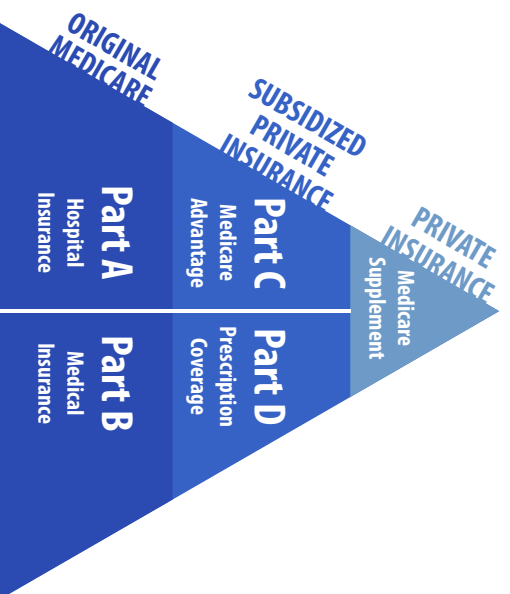 ORIGINAL
MEDICARE
SUBSIDIZED
PRIVATE
INSURANCE
PRIVATE
INSURANCE
Part A
Hospital
Insurance
Part B
Medical
Insurance
Part C
Medicare
Advantage
Part D
Prescription
Coverage
Medicare
Supplement